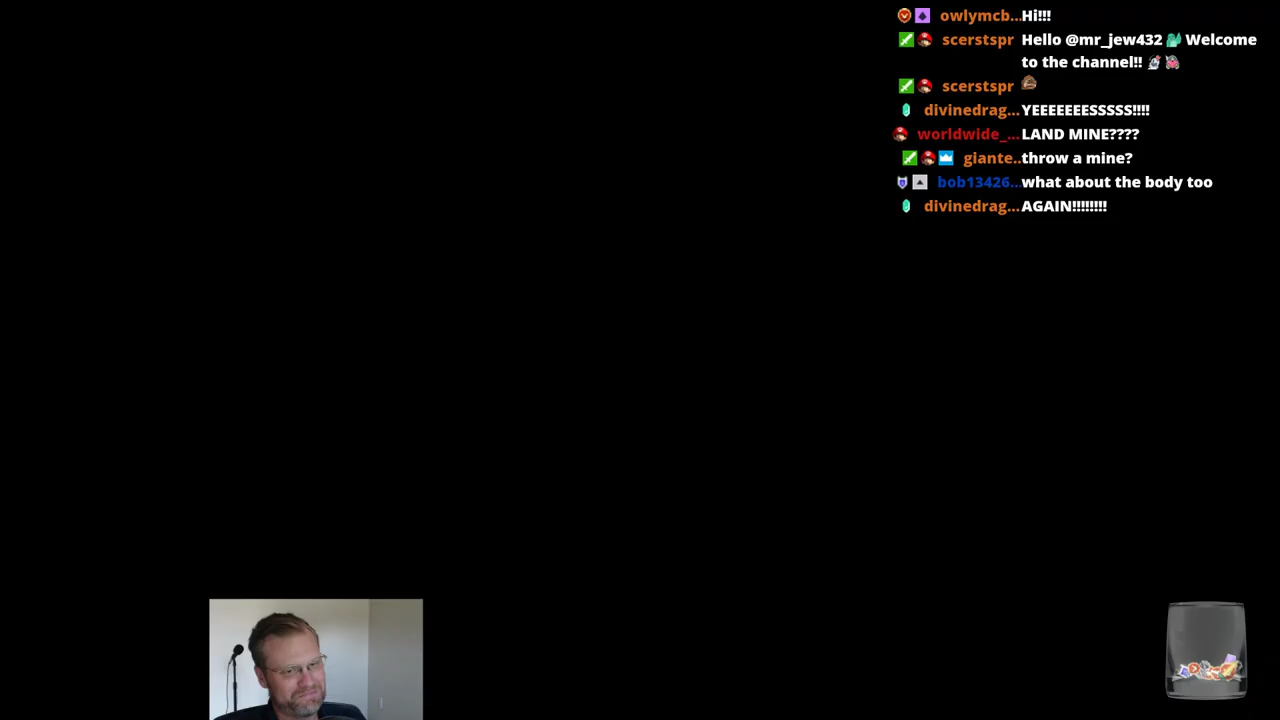 owlymcb... Hi!!!
scerstspr Hello @mr_jew432 Welcome
to the channel!!
scerstspr
divinedrag... YEEEEEEESSSSS!!!!
worldwide_... LAND MINE????
giante.. throw a mine?
bob13426... what about the body too
divinedrag... AGAIN!!!!!!!!